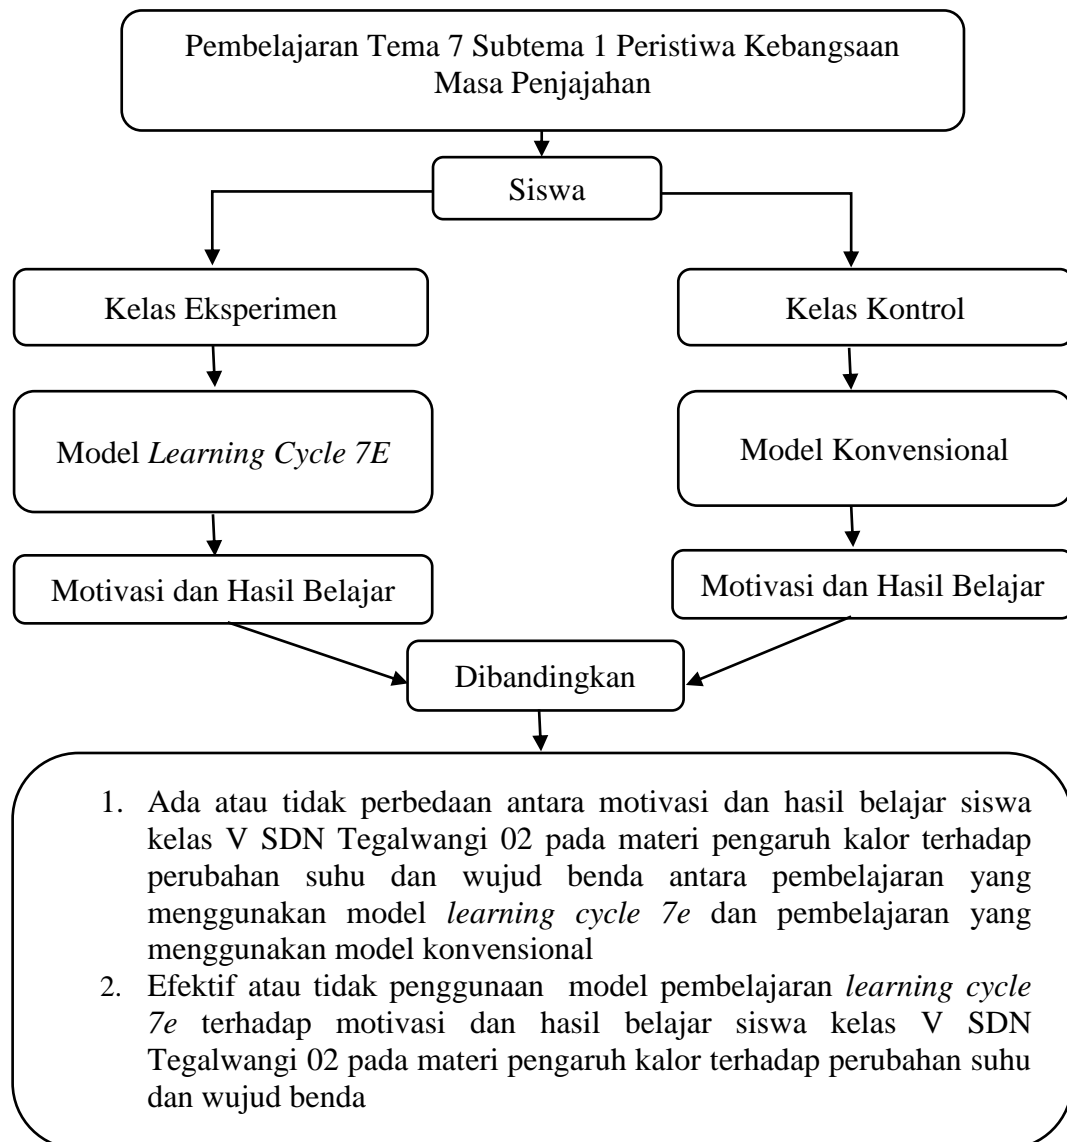 Pembelajaran Tema 7 Subtema 1 Peristiwa Kebangsaan
Masa Penjajahan
Siswa
Kelas Eksperimen
Kelas Kontrol
Model Learning Cycle 7E
Model Konvensional
Motivasi dan Hasil Belajar
Motivasi dan Hasil Belajar
Dibandingkan
1. Ada atau tidak perbedaan antara motivasi dan hasil belajar siswa
kelas V SDN Tegalwangi 02 pada materi pengaruh kalor terhadap
perubahan suhu dan wujud benda antara pembelajaran yang
menggunakan model learning cycle 7e dan pembelajaran yang
menggunakan model konvensional
2. Efektif atau tidak penggunaan model pembelajaran learning cycle
7e terhadap motivasi dan hasil belajar siswa kelas V SDN
Tegalwangi 02 pada materi pengaruh kalor terhadap perubahan suhu
dan wujud benda